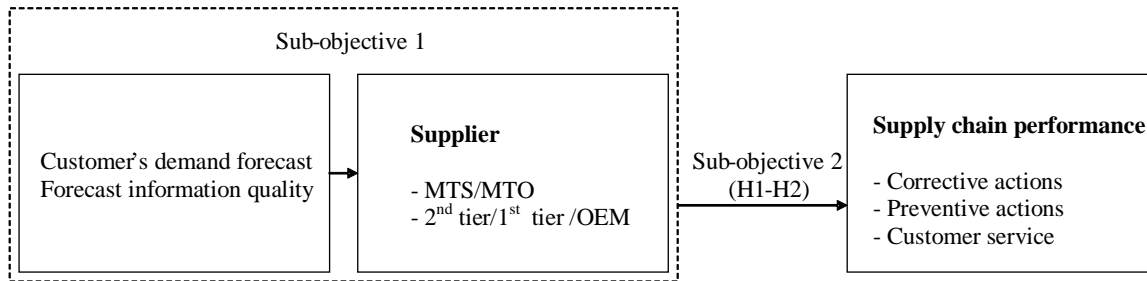 Sub-objective 1
Customer's demand forecast
Forecast information quality
Supplier
- MTS/MTO
- 2nd tier/1st tier /OEM
Sub-objective 2
(H1-H2)
Supply chain performance
- Corrective actions
- Preventive actions
- Customer service